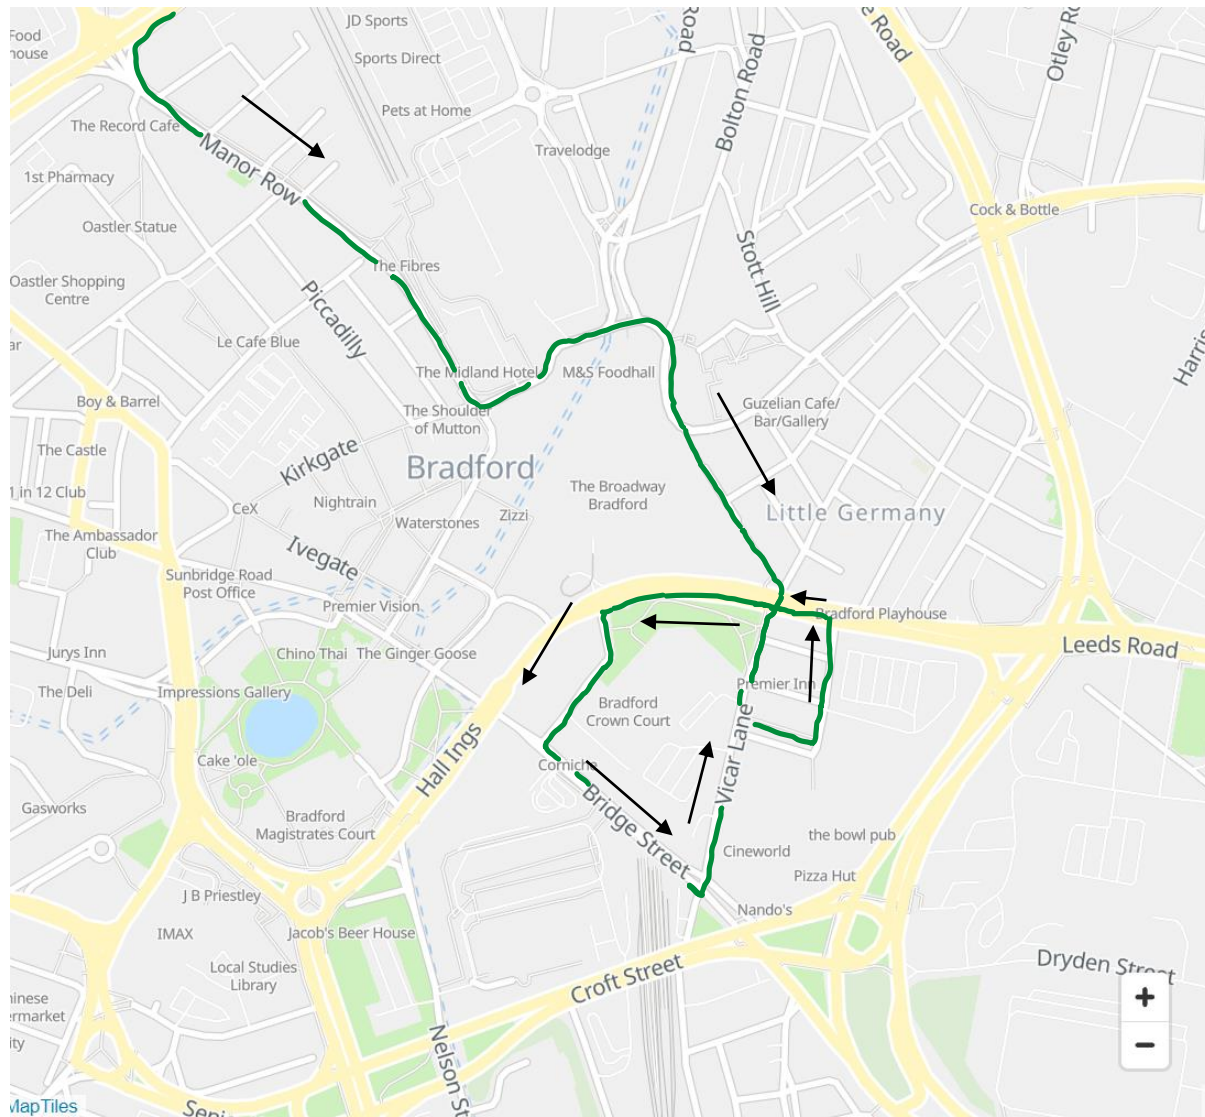 Food
house
JD Sports
Sports Direct
Pets at Home
Road
Bolton Road
e Road
Otley Ro
The Record Cafe
Manor Row
Travelodge
1st Pharmacy
Oastler Statue
Cock & Bottle
The Fibres
Stott Hill
Oastler Shopping
Centre
Piccadilly
Harris
ar
Le Cafe Blue
The Midland Hotel
M&S Foodhall
Boy & Barrel
The Shoulder
of Mutton
Guzelian Cafe/
Bar/Gallery
The Castle
Kirkgate
Bradford
1 in 12 Club
Nightrain
The Broadway
Bradford
CeX
Waterstones
Zizzi
Little Germany
The Ambassador
Club
Ivegate
Sunbridge Road
Post Office
Premier Vision
Bradford Playhouse
Jurys Inn
Chino Thai
The Ginger Goose
Leeds Road
The Deli
Impressions Gallery
Premier Inn
Bradford
Crown Court
Hall Ings
Vicar Lane
Cake 'ole
Corniche
Gasworks
Bradford
Magistrates Court
Bridge Street
the bowl pub
Cineworld
Pizza Hut
J B Priestley
Nando's
IMAX
Jacob's Beer House
Local Studies
Library
Croft Street
Dryden Street
hinese
ermarket
ity
+
−
Nelson St
MapTiles